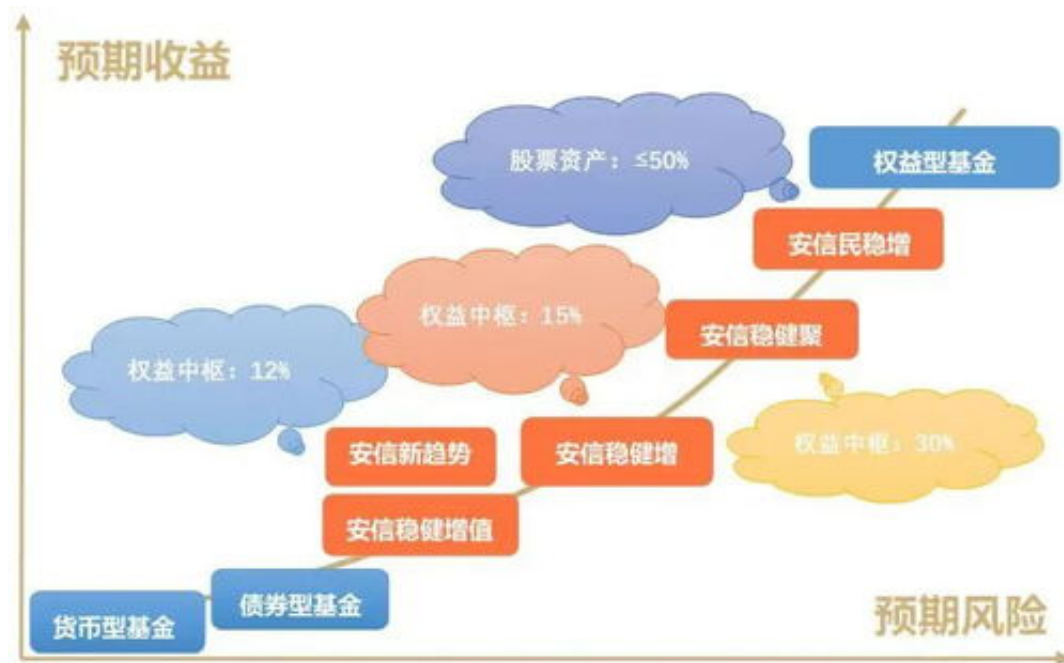 预期收益
股票资产：≤50%
权益型基金
安信民稳增
权益中枢：15%
安信稳健聚
权益中枢：12%
安信新趋势
安信稳健增
权益中枢：30%
安信稳健增值
债券型基金
货币型基金
预期风险